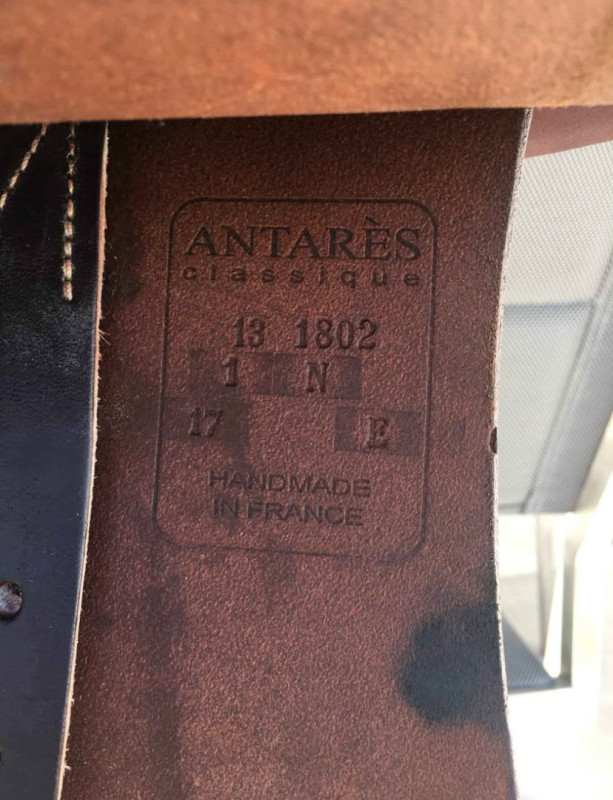 ANTARÈS
classique
13 1802
1 N
17 E
HANDMADE
IN FRANCE